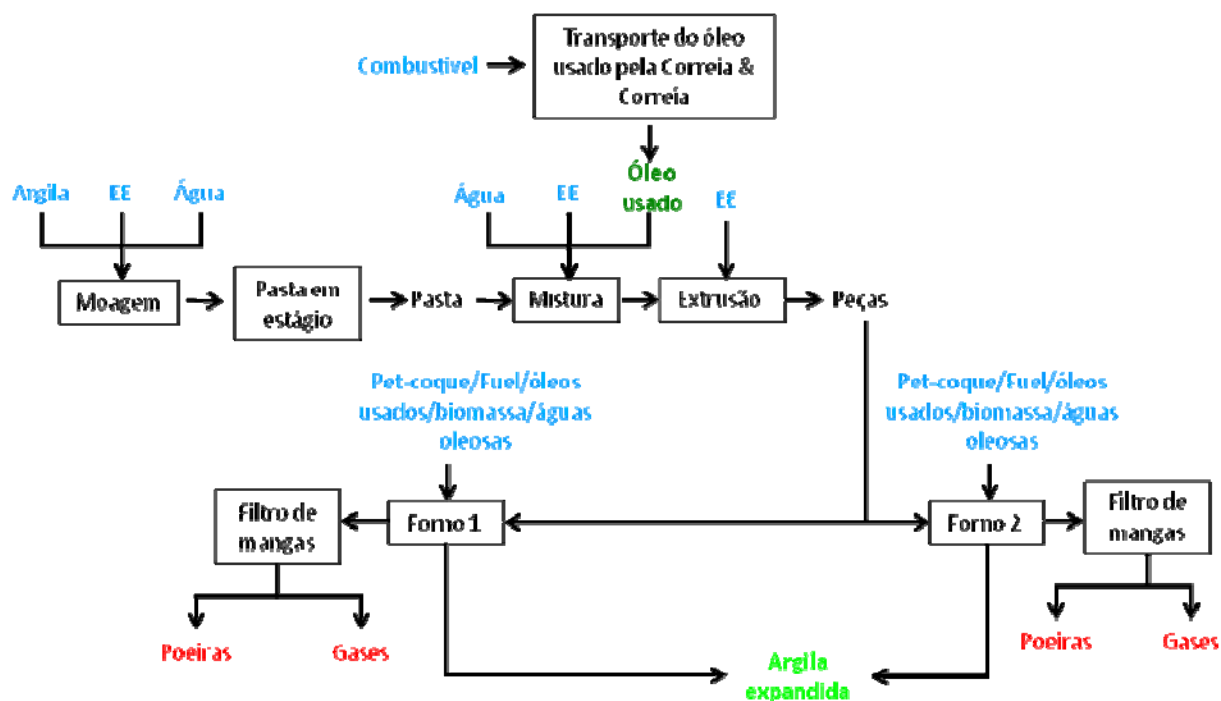 Transporte do óleo
usado pela Correia &
Correia
Combustivel
Óleo
usado
Argila
EE
Água
Água
EE
EE
Moagem
Pasta em
estágio
Pasta
Mistura
Extrusão
Peças
Pet-coque/Fuel/óleos
usados/biomassa/águas
oleosas
Pet-coque/Fuel/óleos
usados/biomassa/águas
oleosas
Filtro de
mangas
Forno 1
Forno 2
Filtro de
mangas
Poeiras
Gases
Poeiras
Gases
Argila
expandida